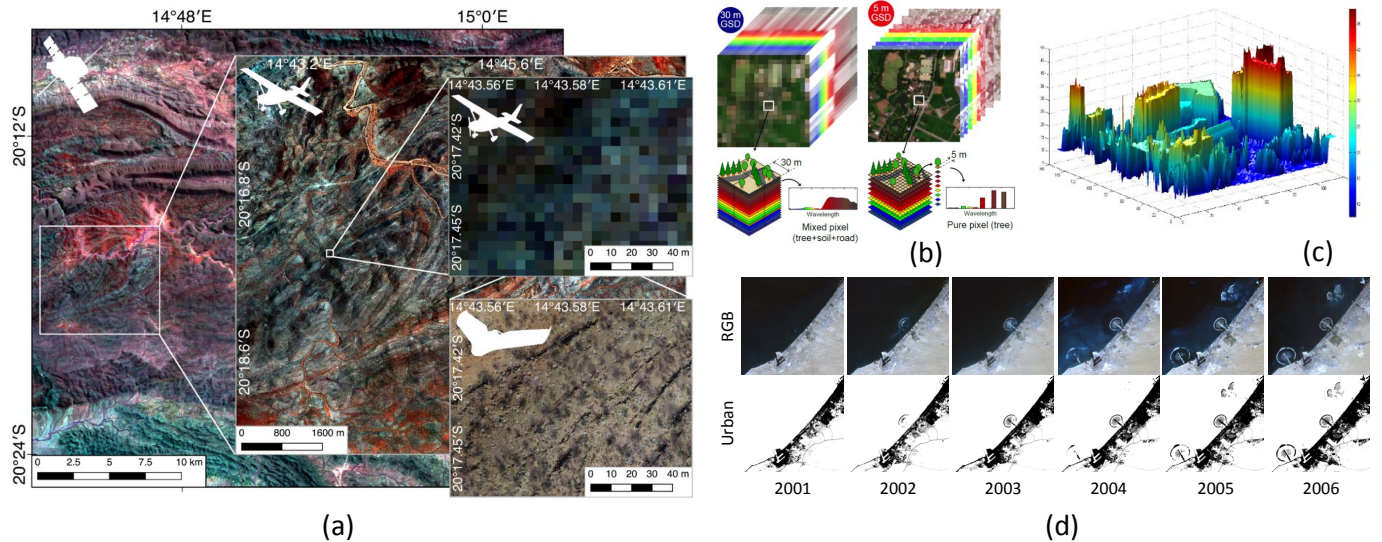 14°48'E
15°0'E
20°12'S
20°24'S
0 2.5 5 7.5 10 km
14°43.2'E
14°45.6'E
20°16.8'S
20°18.6'S
0 800 1600 m
14°43.56'E
14°43.58'E
14°43.61'E
20°17.42'S
20°17.45'S
0 10 20 30 40 m
14°43.56'E
14°43.58'E
14°43.61'E
20°17.42'S
20°17.45'S
0 10 20 30 40 m
(a)
30 m
GSD
5 m
GSD
30 m
5 m
Wavelength
Wavelength
Mixed pixel
(tree+soil+road)
Pure pixel (tree)
(b)
(c)
RGB
Urban
2001
2002
2003
2004
2005
2006
(d)